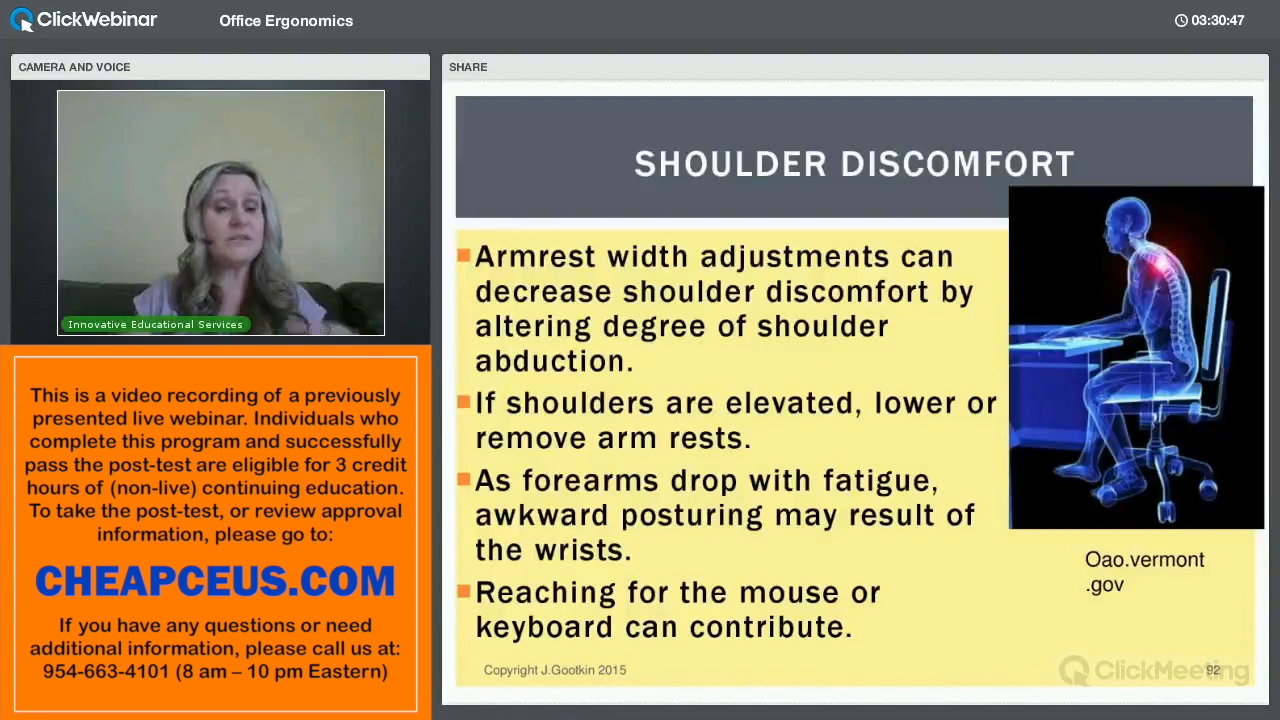 ClickWebinar
Office Ergonomics
03:30:47
CAMERA AND VOICE
Innovative Educational Services
This is a video recording of a previously
presented live webinar. Individuals who
complete this program and successfully
pass the post-test are eligible for 3 credit
hours of (non-live) continuing education.
To take the post-test, or review approval
information, please go to:
CHEAPCEUS.COM
If you have any questions or need
additional information, please call us at:
954-663-4101 (8 am – 10 pm Eastern)
SHARE
SHOULDER DISCOMFORT
Armrest width adjustments can
decrease shoulder discomfort by
altering degree of shoulder
abduction.
If shoulders are elevated, lower or
remove arm rests.
As forearms drop with fatigue,
awkward posturing may result of
the wrists.
Reaching for the mouse or
keyboard can contribute.
Oao.vermont
.gov
Copyright J.Gootkin 2015
92
ClickMeeting